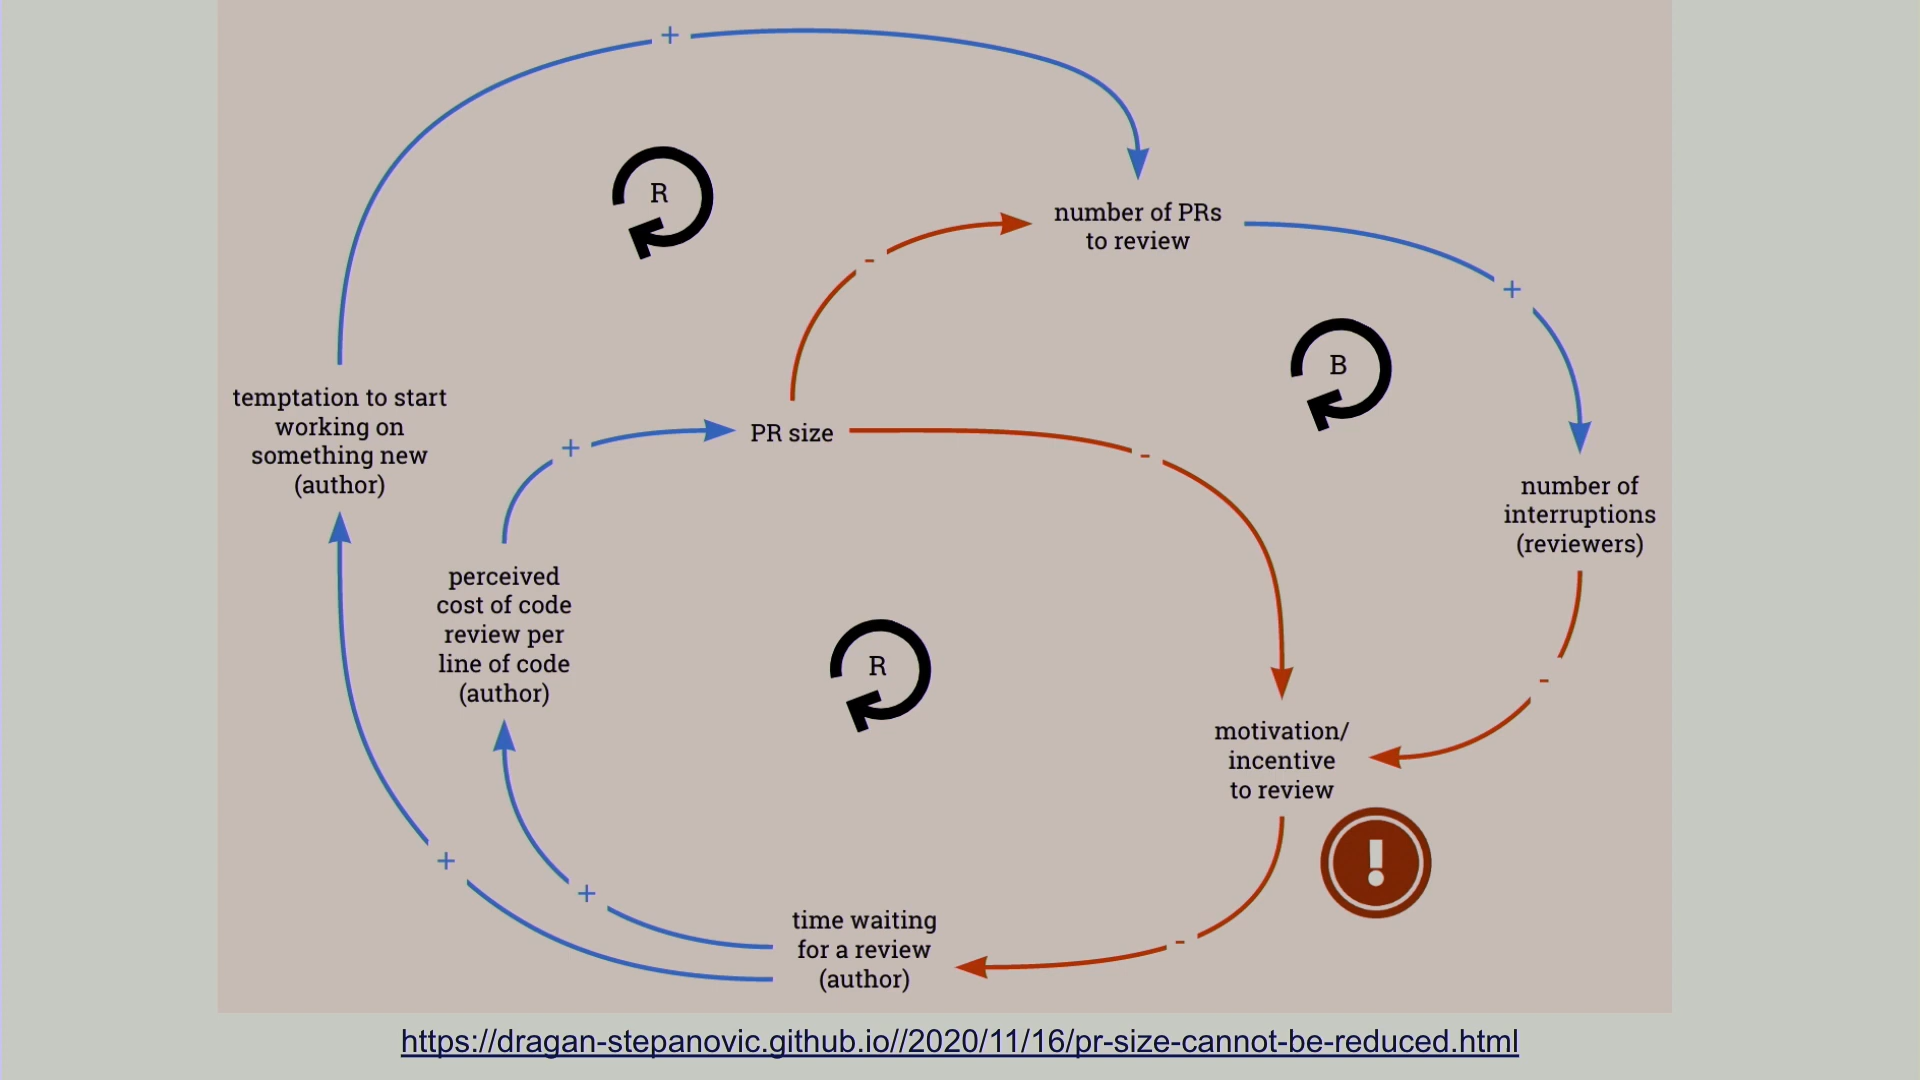 +
R
number of PRs
to review
-
+
B
temptation to start
working on
something new
(author)
+
PR size
-
number of
interruptions
(reviewers)
perceived
cost of code
review per
line of code
(author)
R
-
motivation/
incentive
to review
!
+
+
time waiting
for a review
(author)
-
https://dragan-stepanovic.github.io//2020/11/16/pr-size-cannot-be-reduced.html